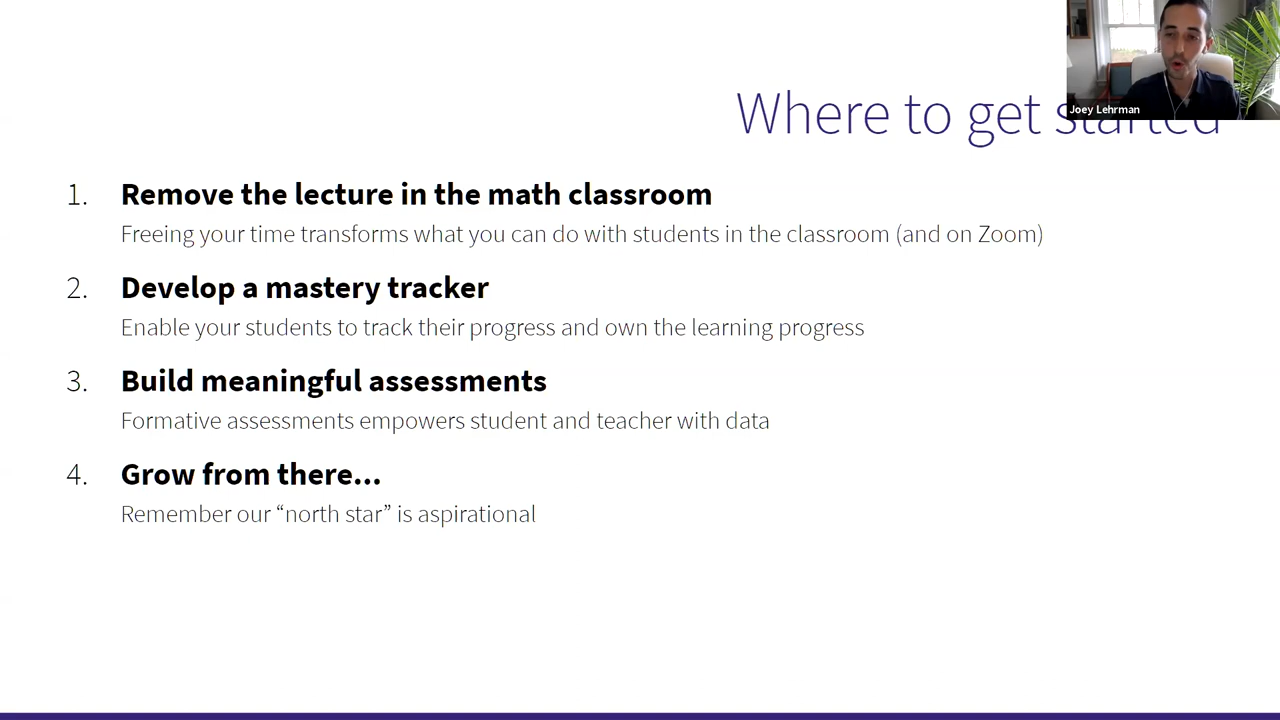 Where to get started
Joey Lehrman
1. Remove the lecture in the math classroom
Freeing your time transforms what you can do with students in the classroom (and on Zoom)
2. Develop a mastery tracker
Enable your students to track their progress and own the learning progress
3. Build meaningful assessments
Formative assessments empowers student and teacher with data
4. Grow from there...
Remember our “north star” is aspirational